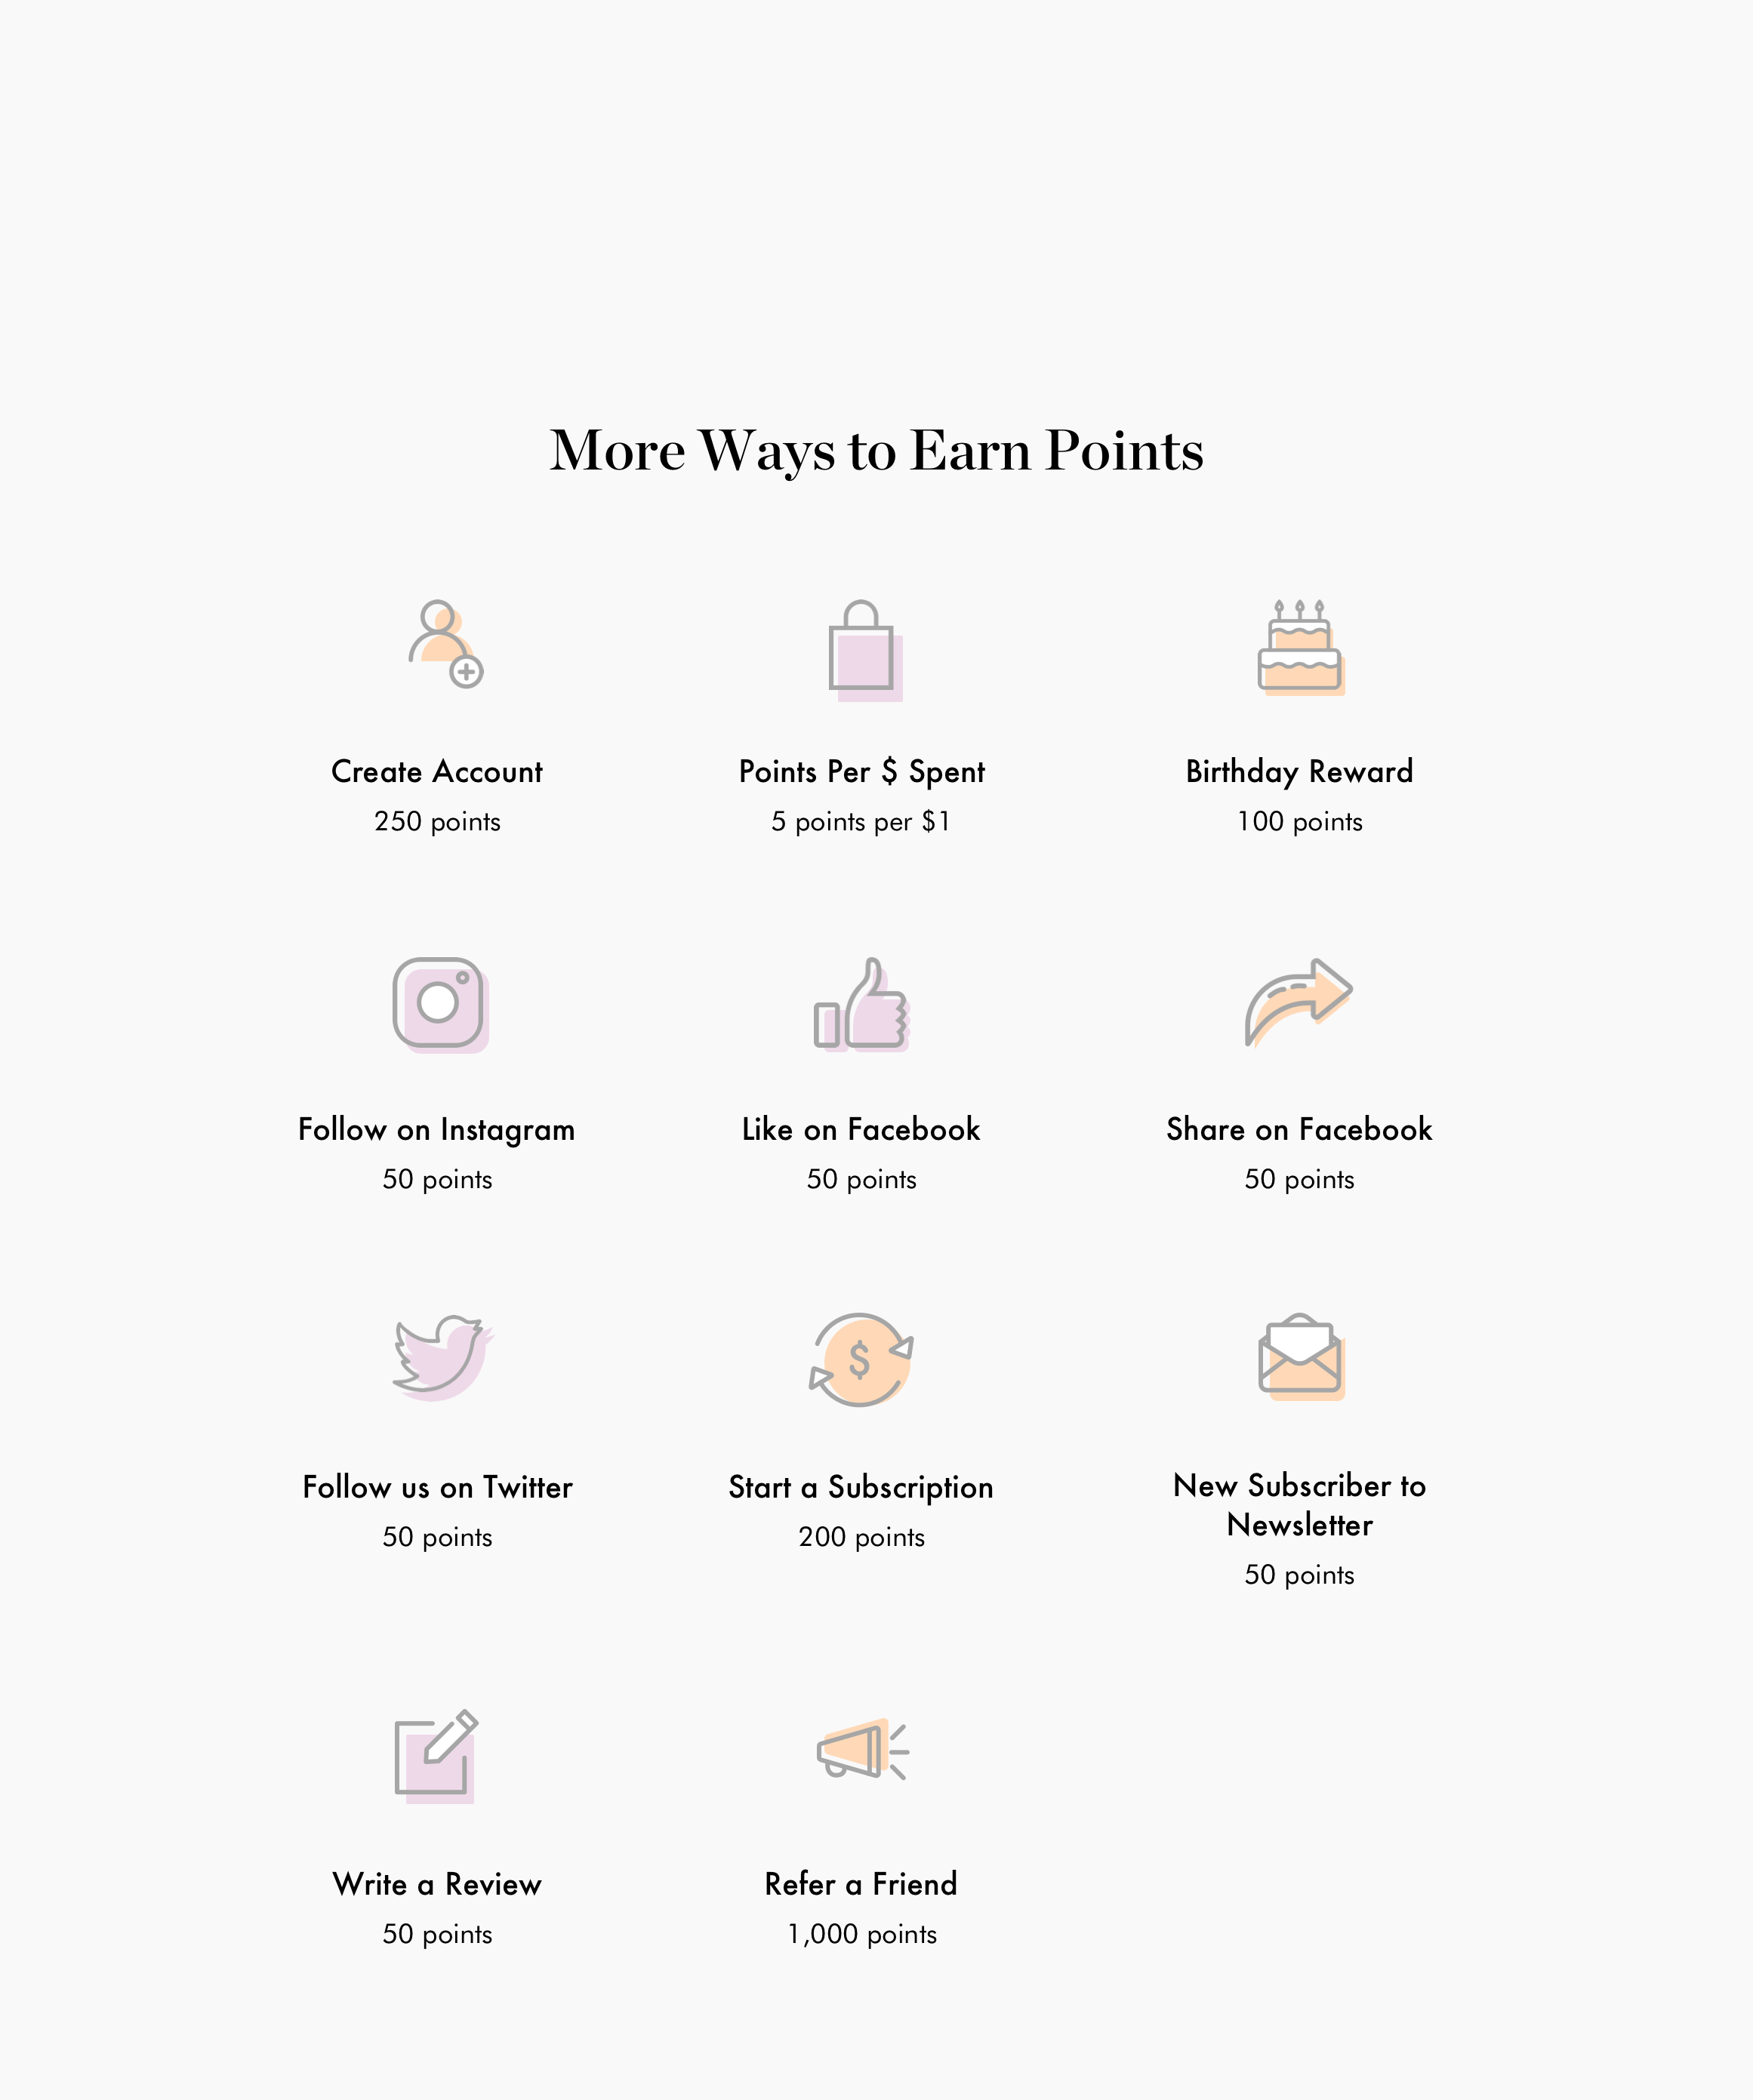 More Ways to Earn Points
Create Account
250 points
Points Per $ Spent
5 points per $1
Birthday Reward
100 points
Follow on Instagram
50 points
Like on Facebook
50 points
Share on Facebook
50 points
Follow us on Twitter
50 points
$
Start a Subscription
200 points
New Subscriber to
Newsletter
50 points
Write a Review
50 points
Refer a Friend
1,000 points